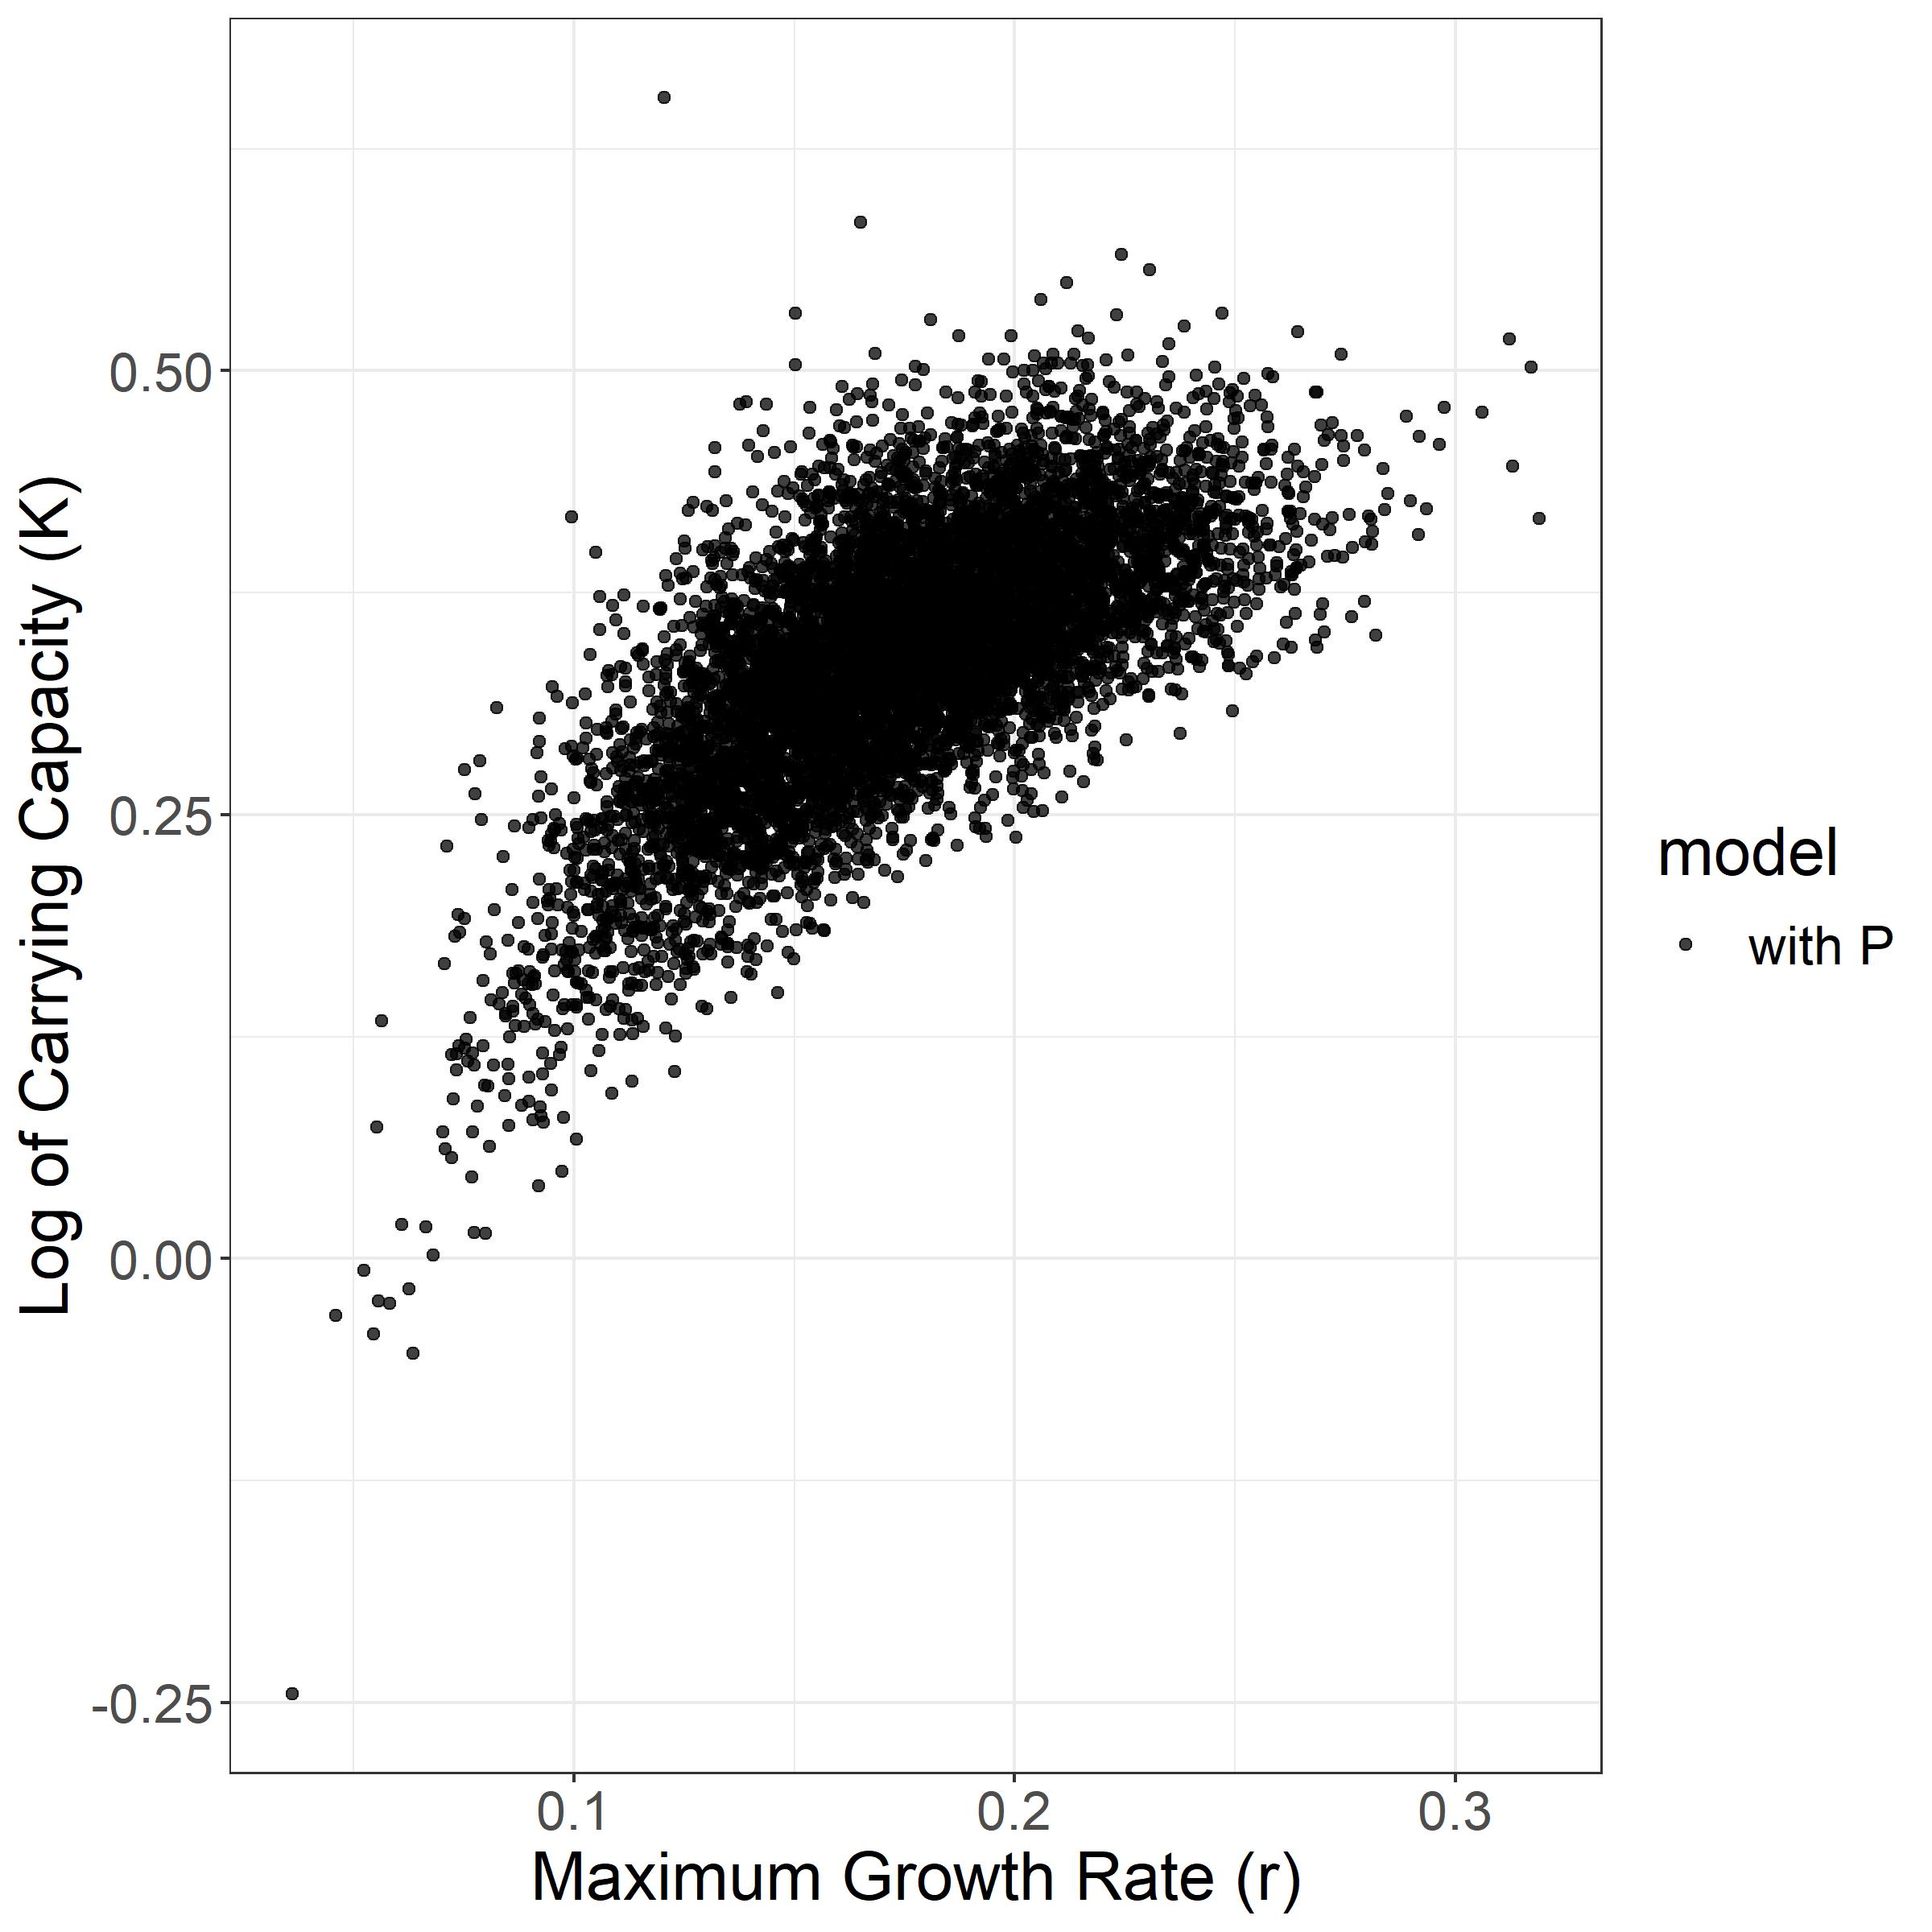 Log of Carrying Capacity (K)
0.50
0.25
0.00
-0.25
0.1 0.2 0.3
Maximum Growth Rate (r)
model
with P